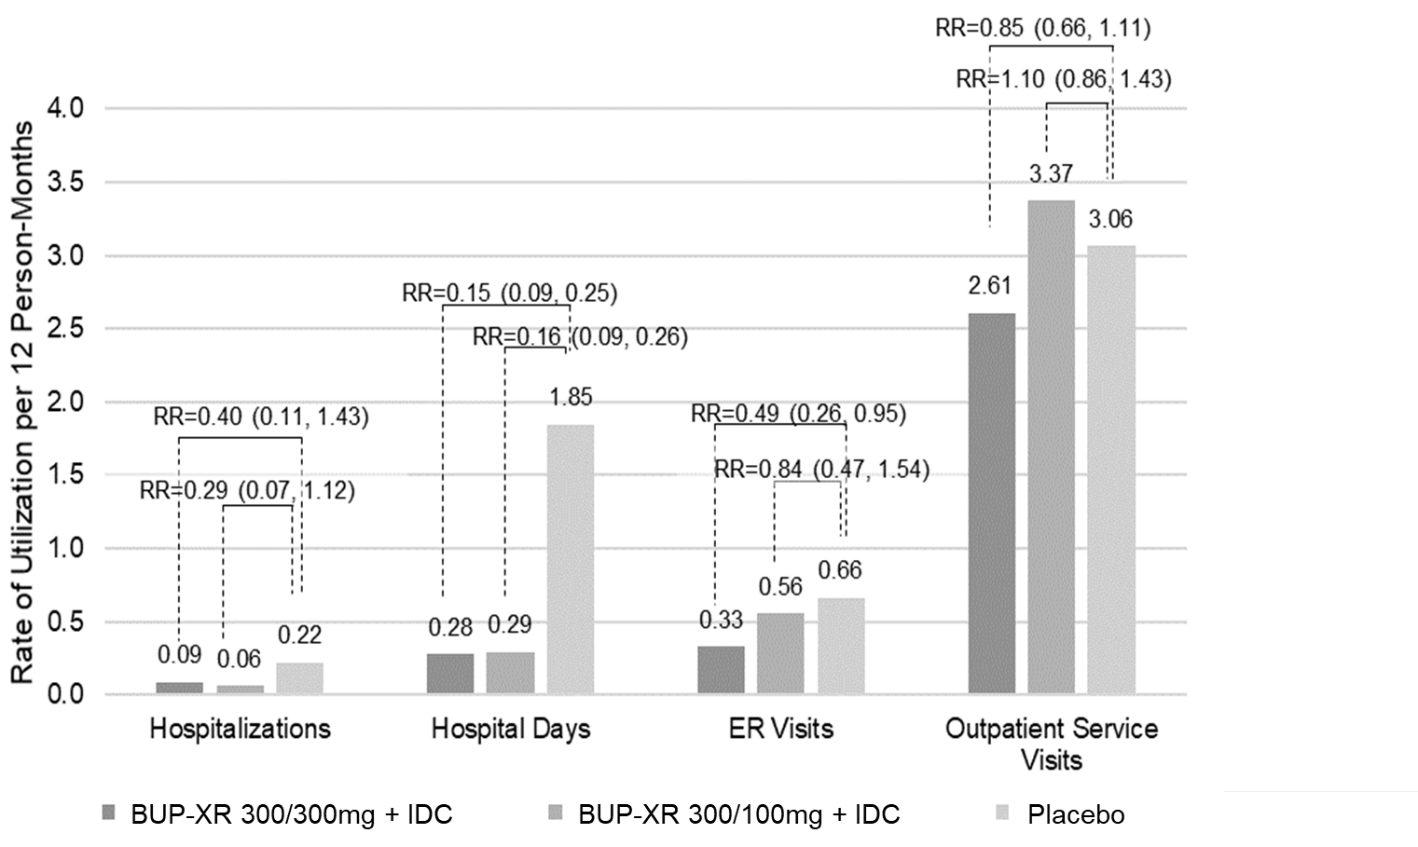 RR=0.85 (0.66, 1.11)
RR=1.10 (0.86, 1.43)
4.0
3.5
3.0
2.5
2.0
1.5
1.0
0.5
0.0
Rate of Utilization per 12 Person-Months
RR=0.40 (0.11, 1.43)
RR=0.29 (0.07, 1.12)
0.09
0.06
0.22
RR=0.15 (0.09, 0.25)
RR=0.16 (0.09, 0.26)
0.28
0.29
1.85
RR=0.49 (0.26, 0.95)
RR=0.84 (0.47, 1.54)
0.33
0.56
0.66
2.61
3.37
3.06
Hospitalizations
Hospital Days
ER Visits
Outpatient Service
Visits
BUP-XR 300/300mg + IDC
BUP-XR 300/100mg + IDC
Placebo